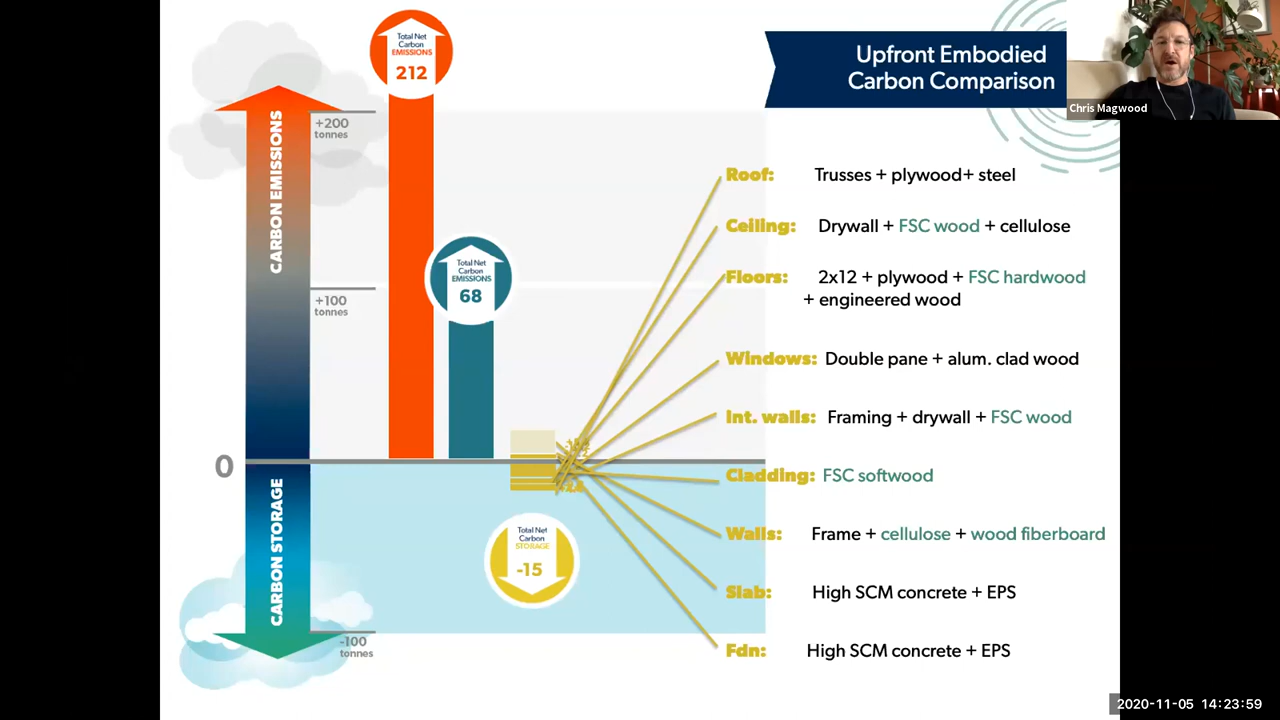 Total Net
Carbon
EMISSIONS
212
Upfront Embodied
Carbon Comparison
Chris Magwood
CARBON EMISSIONS
+200
tonnes
Roof: Trusses + plywood+ steel
Ceiling: Drywall + FSC wood + cellulose
Total Net
Carbon
EMISSIONS
68
+100
tonnes
Floors: 2x12 + plywood + FSC hardwood
+ engineered wood
Windows: Double pane + alum. clad wood
Int. walls: Framing + drywall + FSC wood
0
Cladding: FSC softwood
CARBON STORAGE
Total Net
Carbon
STORAGE
-15
Walls: Frame + cellulose + wood fiberboard
Slab: High SCM concrete + EPS
-100
tonnes
Fdn: High SCM concrete + EPS
2020-11-05 14:23:59